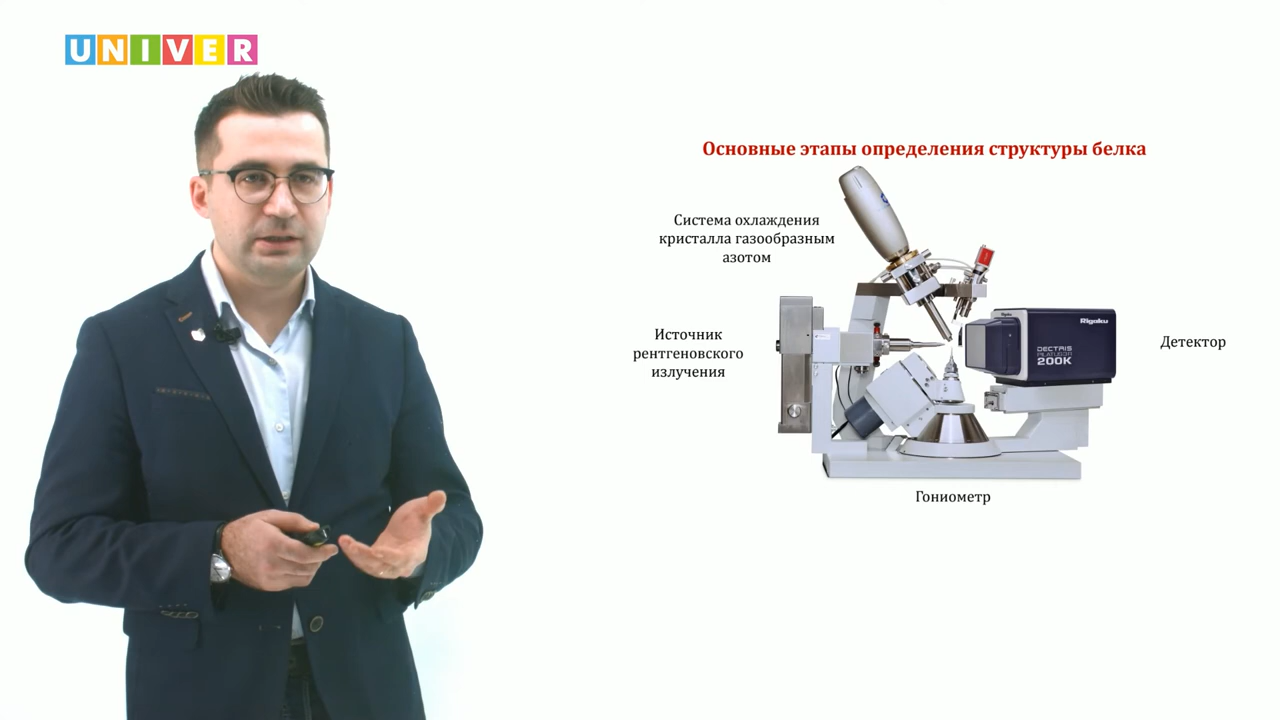 UNIVER
Основные этапы определения структуры белка
Система охлаждения
кристалла газообразным
азотом
Источник
рентгеновского
излучения
Rigaku
DECTRIS
200K
Детектор
Гониометр